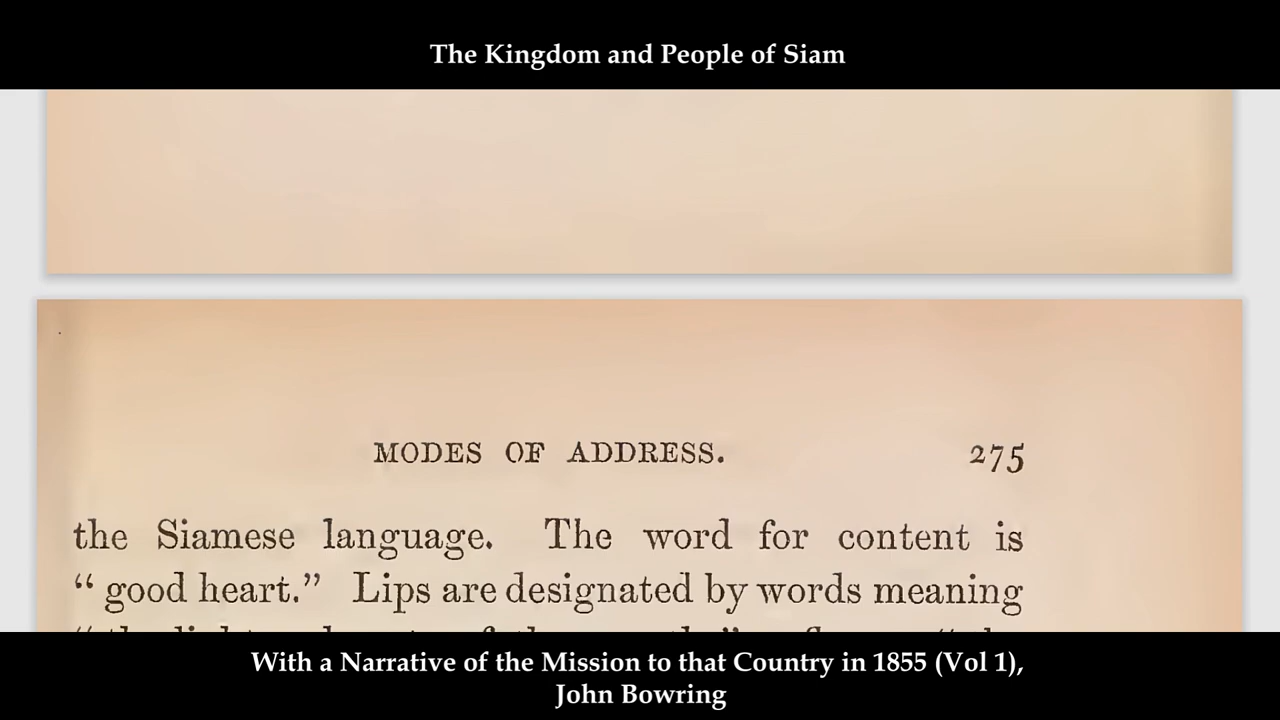 The Kingdom and People of Siam
MODES OF ADDRESS. 275
the Siamese language. The word for content is
“ good heart.” Lips are designated by words meaning
With a Narrative of the Mission to that Country in 1855 (Vol 1),
John Bowring